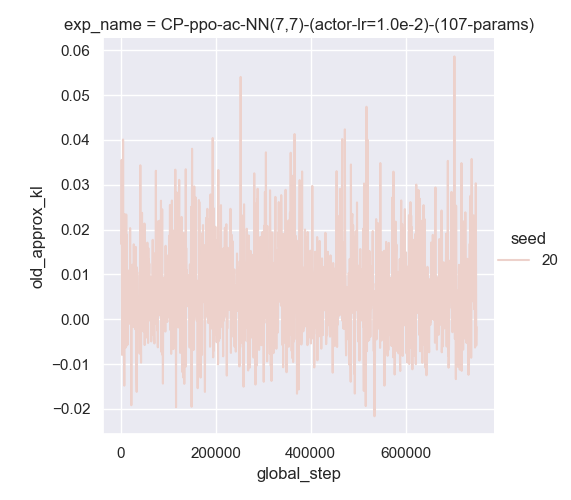 exp_name = CP-ppo-ac-NN(7,7)-(actor-lr=1.0e-2)-(107-params)
0.06
0.05
0.04
0.03
0.02
0.01
0.00
−0.01
−0.02
old_approx_kl
0 200000 400000 600000
global_step
seed
20